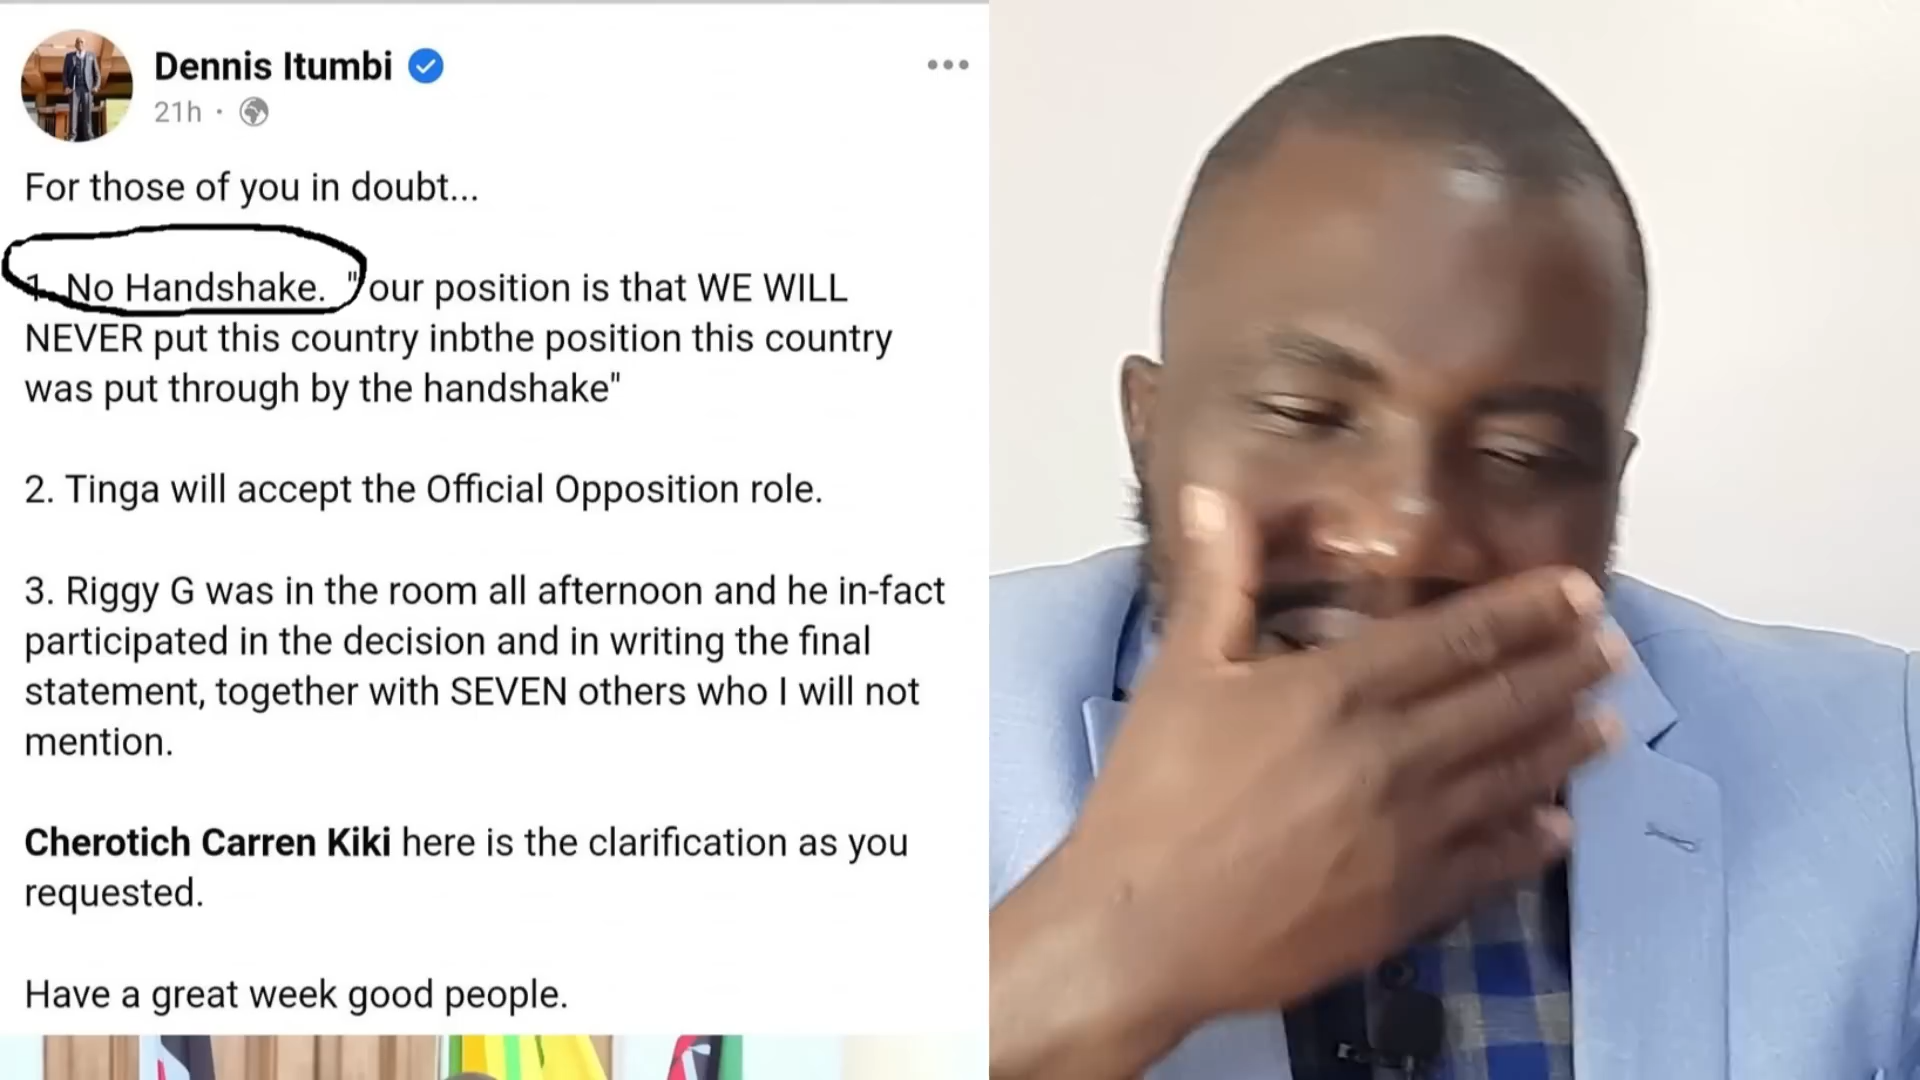 Dennis Itumbi
21h ·
For those of you in doubt...
1. No Handshake. " our position is that WE WILL
NEVER put this country inbthe position this country
was put through by the handshake"
2. Tinga will accept the Official Opposition role.
3. Riggy G was in the room all afternoon and he in-fact
participated in the decision and in writing the final
statement, together with SEVEN others who I will not
mention.
Cherotich Carren Kiki here is the clarification as you
requested.
Have a great week good people.